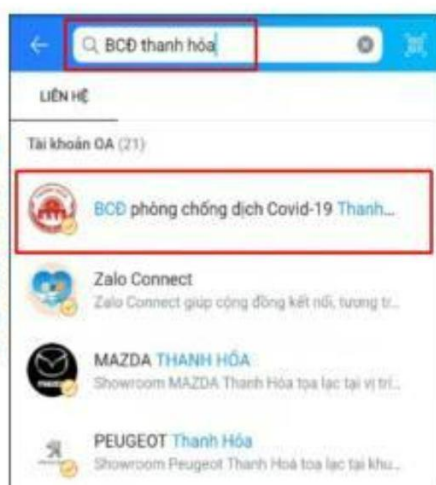 BCĐ thanh hóa
LIÊN HỆ
Tài khoản OA (21)
BCĐ phòng chống dịch Covid-19 Thanh...
Zalo Connect
Zalo Connect giúp cộng đồng kết nối, tương tr...
MAZDA THANH HÓA
Showroom MAZDA Thanh Hóa tọa lạc tại vị trí...
PEUGEOT Thanh Hóa
Showroom Peugeot Thanh Hoá tọa lạc tại khu...